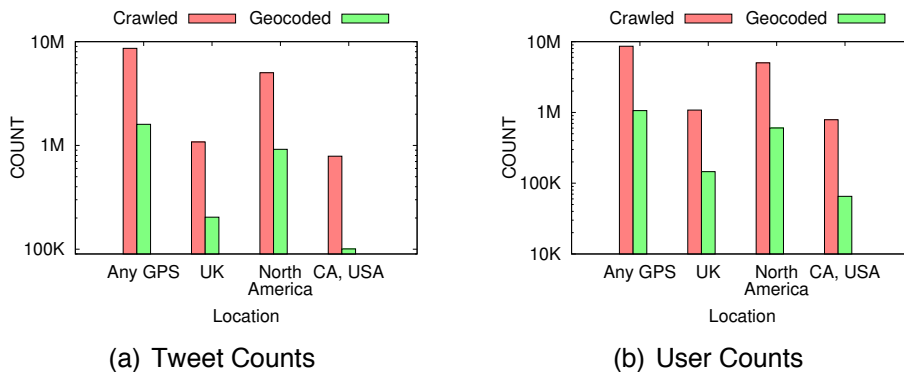 Crawled Geocoded
10M
1M
100K
COUNT
Any GPS UK North America CA, USA
Location
(a) Tweet Counts
Crawled Geocoded
10M
1M
100K
10K
COUNT
Any GPS UK North America CA, USA
Location
(b) User Counts